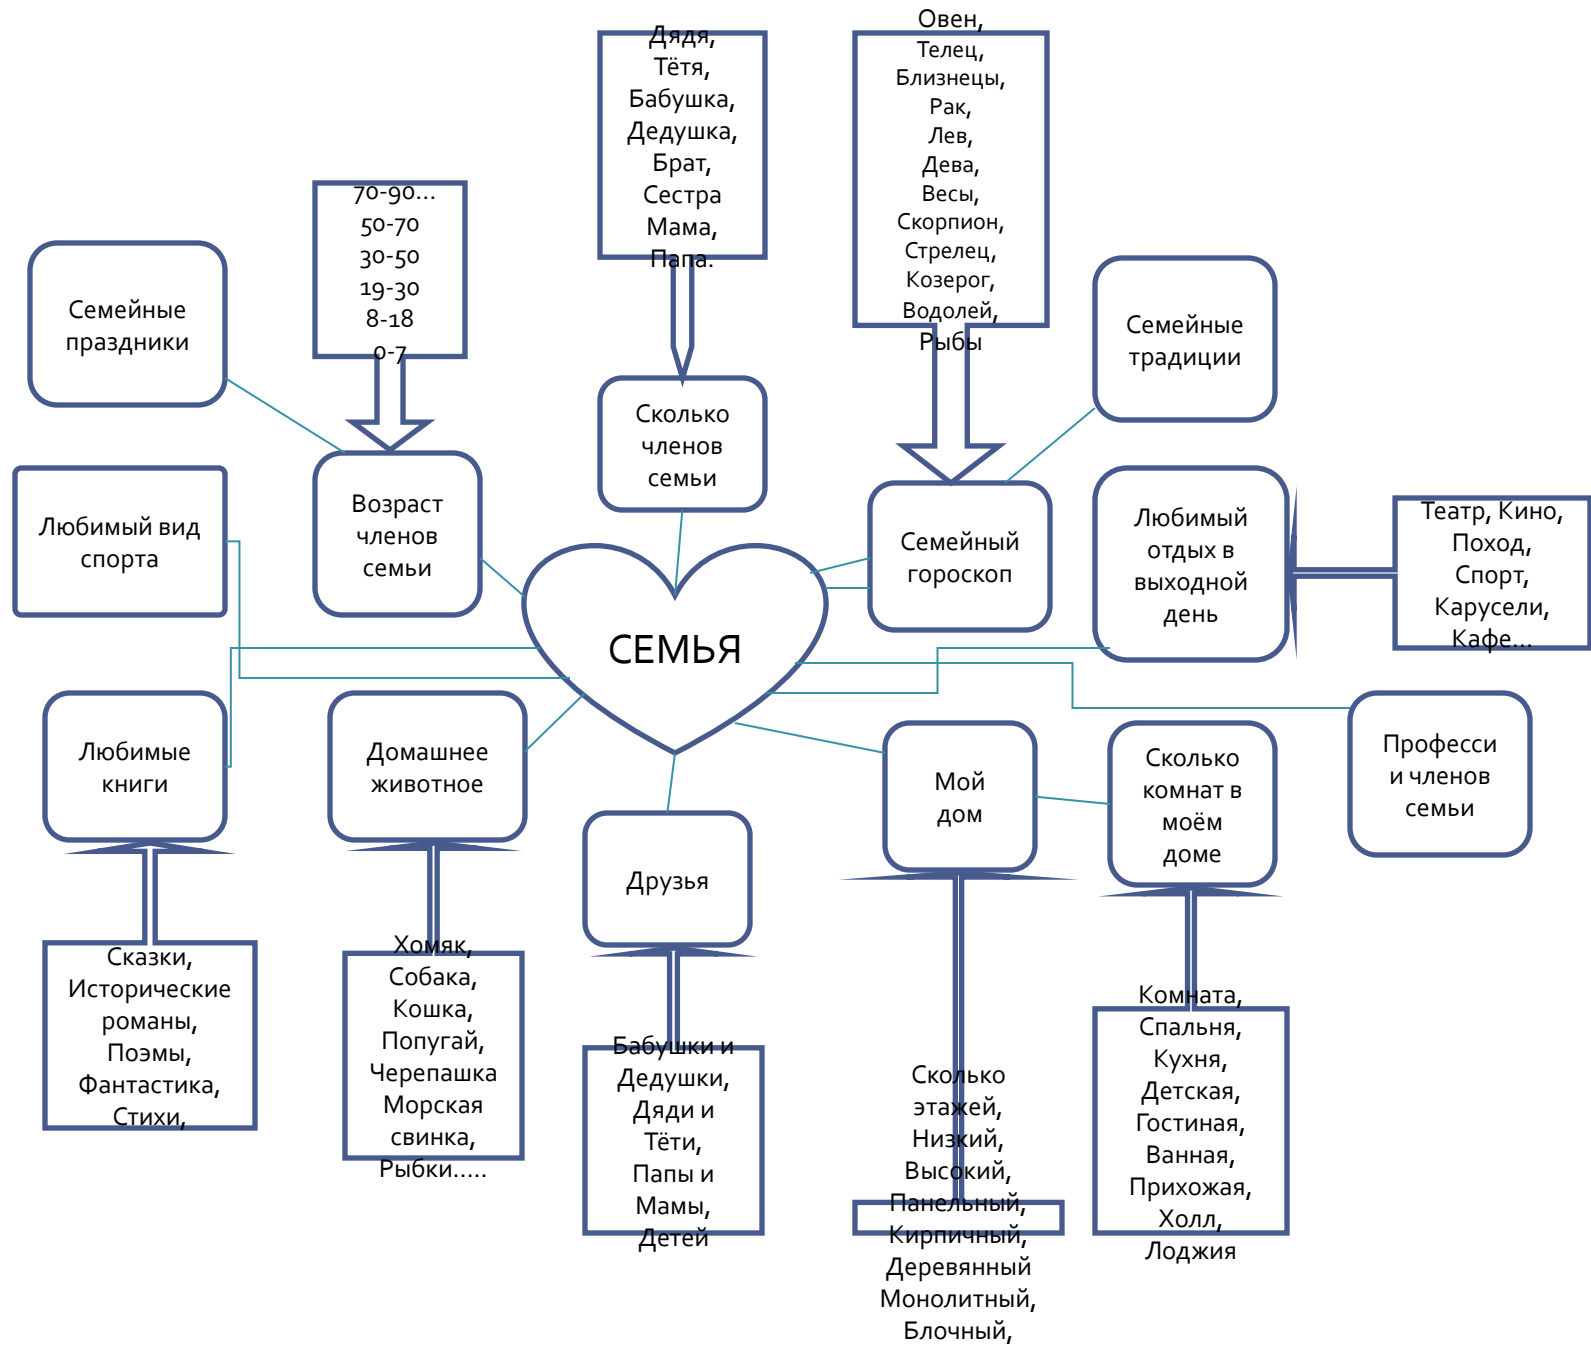 Овен,
Телец,
Близнецы,
Рак,
Лев,
Дева,
Весы,
Скорпион,
Стрелец,
Козерог,
Водолей,
Рыбы
Дядя,
Тётя,
Бабушка,
Дедушка,
Брат,
Сестра
Мама,
Папа.
70-90...
50-70
30-50
19-30
8-18
0-7
Семейные
праздники
Семейные
традиции
Сколько
членов
семьи
Любимый вид
спорта
Возраст
членов
семьи
Семейный
гороскоп
Любимый
отдых в
выходной
день
Театр, Кино,
Поход,
Спорт,
Карусели,
Кафе...
СЕМЬЯ
Любимые
книги
Домашнее
животное
Друзья
Мой
дом
Сколько
комнат в
моём
доме
Професси
и членов
семьи
Сказки,
Исторические
романы,
Поэмы,
Фантастика,
Стихи,
Хомяк,
Собака,
Кошка,
Попугай,
Черепашка
Морская
свинка,
Рыбки.....
Бабушки и
Дедушки,
Дяди и
Тёти,
Папы и
Мамы,
Детей
Сколько
этажей,
Низкий,
Высокий,
Панельный,
Кирпичный,
Деревянный
Монолитный,
Блочный,
Комната,
Спальня,
Кухня,
Детская,
Гостиная,
Ванная,
Прихожая,
Холл,
Лоджия